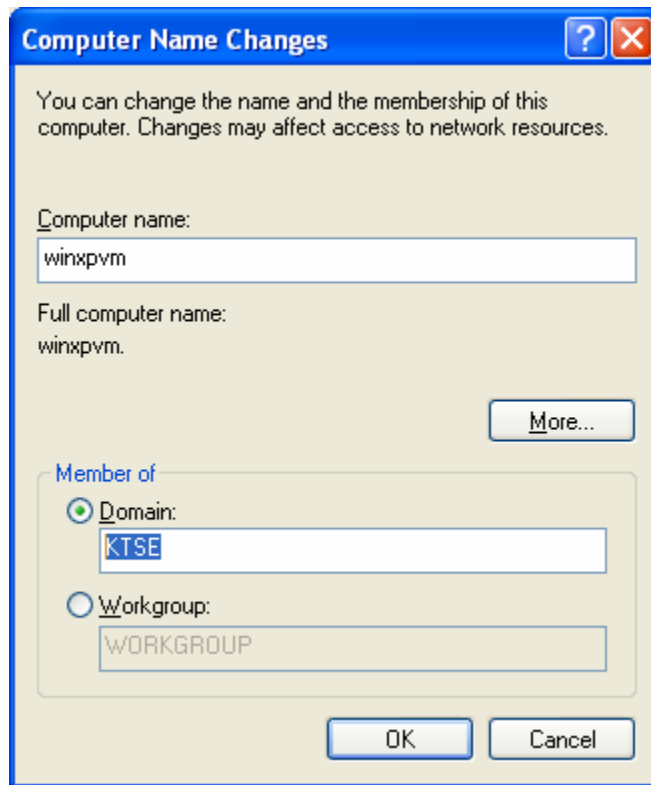 Computer Name Changes
You can change the name and the membership of this
computer. Changes may affect access to network resources.
Computer name:
winxpvm
Full computer name:
winxpvm.
More...
Member of
Domain:
KTSE
Workgroup:
WORKGROUP
OK
Cancel